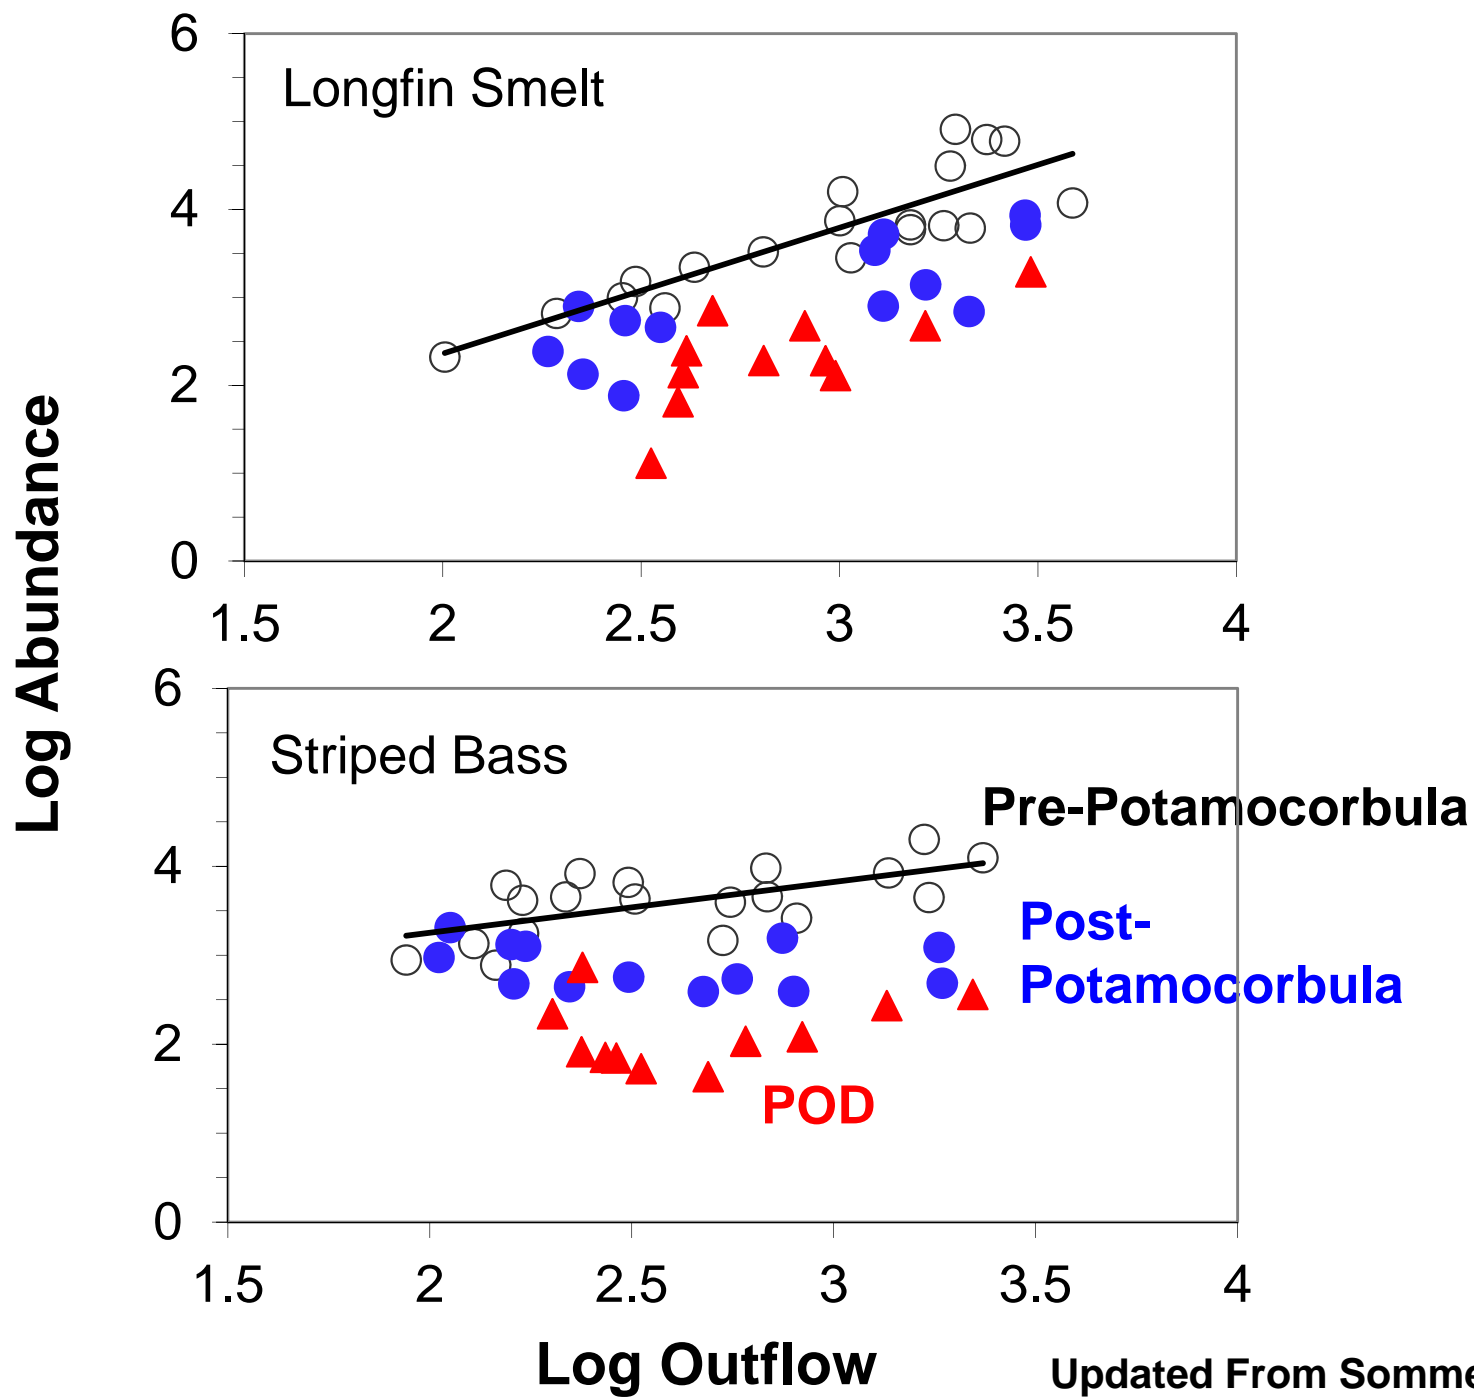 6
Longfin Smelt
4
2
0
1.5 2 2.5 3 3.5 4
Log Abundance
6
Striped Bass
Pre-Potamocorbula
4
Post-
Potamocorbula
2
POD
0
1.5 2 2.5 3 3.5 4
Log Outflow
Updated From Somme